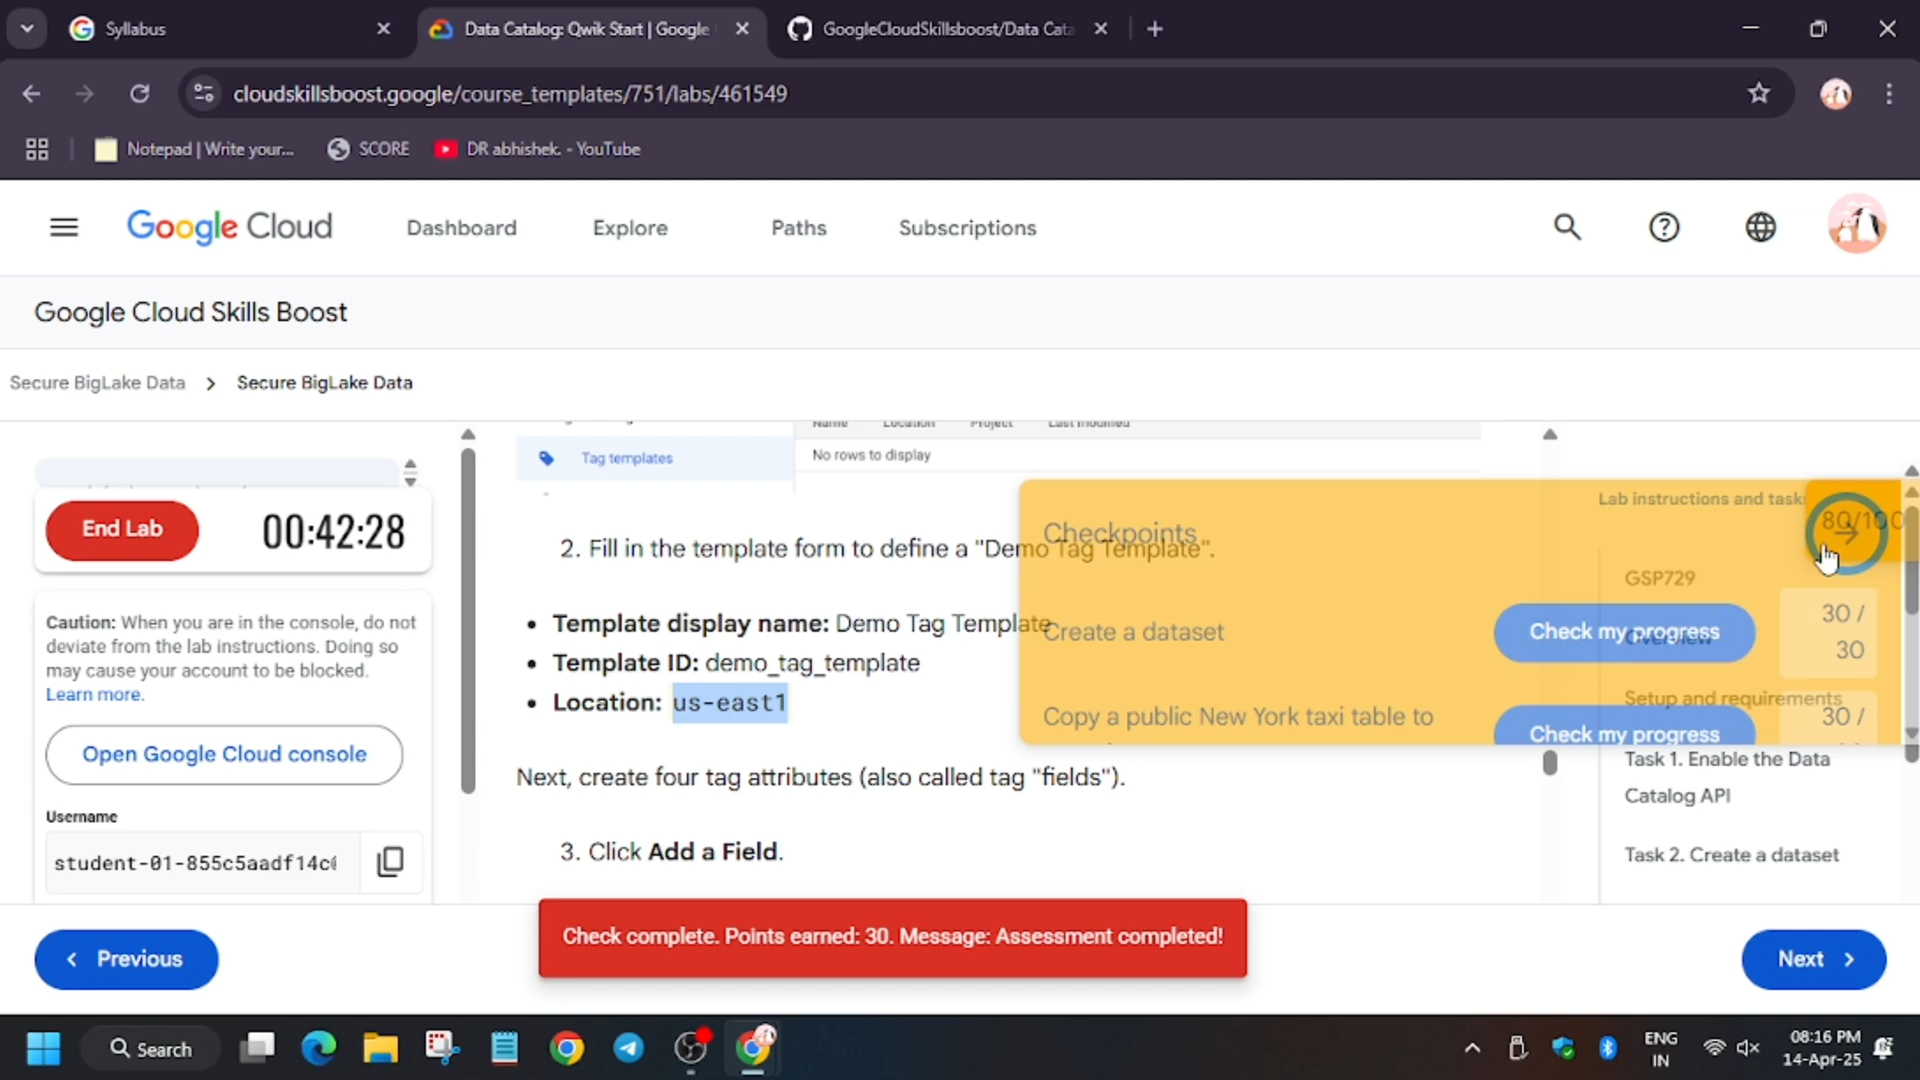 Syllabus
Data Catalog: Qwik Start | Google
GoogleCloudSkillsboost/Data Cata
cloudskillsboost.google/course_templates/751/labs/461549
Notepad | Write your...
SCORE
DR abhishek. - YouTube
Google Cloud
Dashboard
Explore
Paths
Subscriptions
Google Cloud Skills Boost
Secure BigLake Data > Secure BigLake Data
End Lab
00:42:28
Caution: When you are in the console, do not
deviate from the lab instructions. Doing so
may cause your account to be blocked.
Learn more.
Open Google Cloud console
Username
student-01-855c5aadf14c
Name Location Project Last modified
Tag templates
No rows to display
2. Fill in the template form to define a "Demo Tag Template".
• Template display name: Demo Tag Template
• Template ID: demo_tag_template
• Location: us-east1
Next, create four tag attributes (also called tag "fields").
3. Click Add a Field.
Checkpoints
80/100
Create a dataset
Check my progress
30 /
30
Copy a public New York taxi table to
Check my progress
30 /
Lab instructions and tasks
GSP729
Overview
Setup and requirements
Task 1. Enable the Data
Catalog API
Task 2. Create a dataset
Check complete. Points earned: 30. Message: Assessment completed!
Previous
Next
Search
ENG
IN
08:16 PM
14-Apr-25